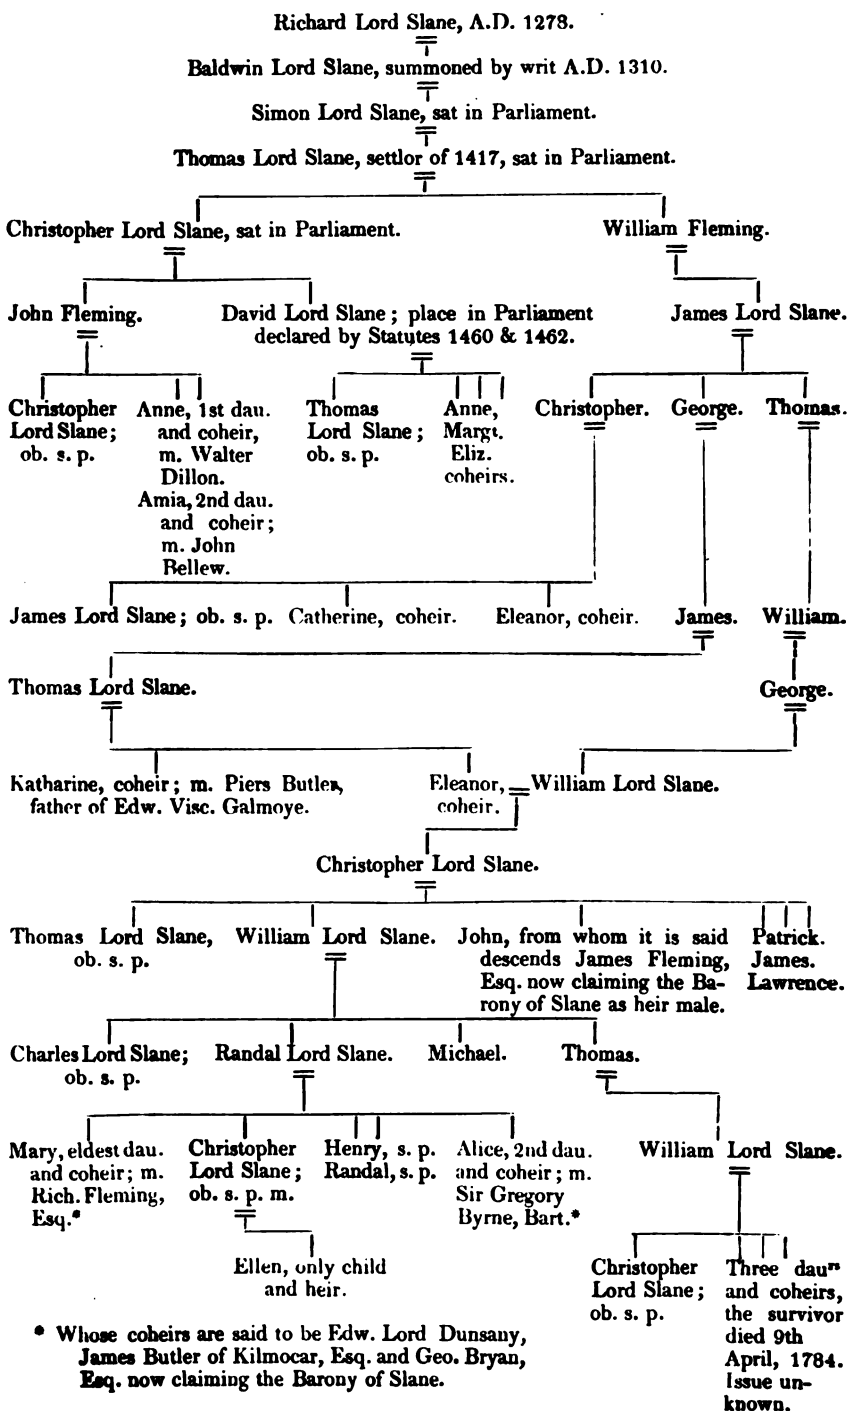 Richard Lord Slane, A.D. 1278.
Baldwin Lord Slane, summoned by writ A.D. 1310.
Simon Lord Slane, sat in Parliament.
Thomas Lord Slane, settlor of 1417, sat in Parliament.
Christopher Lord Slane, sat in Parliament.
William Fleming.
John Fleming.
David Lord Slane; place in Parliament
declared by Statutes 1460 & 1462.
James Lord Slane.
Christopher
Lord Slane;
ob. s. p.
Anne, 1st dau.
and coheir,
m. Walter
Dillon.
Amia, 2nd dau.
and coheir;
m. John
Bellew.
Thomas
Lord Slane;
ob. s. p.
Anne,
Margt.
Eliz.
coheirs.
Christopher.
George.
Thomas.
James Lord Slane; ob. s. p.
Catherine, coheir.
Eleanor, coheir.
James.
William.
Thomas Lord Slane.
George.
Katharine, coheir; m. Piers Butler,
father of Edw. Visc. Galmoye.
Eleanor,
coheir.
William Lord Slane.
Christopher Lord Slane.
Thomas Lord Slane,
ob. s. p.
William Lord Slane.
John, from whom it is said
descends James Fleming,
Esq. now claiming the Ba-
rony of Slane as heir male.
Patrick.
James.
Lawrence.
Charles Lord Slane;
ob. s. p.
Randal Lord Slane.
Michael.
Thomas.
Mary, eldest dau.
and coheir; m.
Rich. Fleming,
Esq.*
Christopher
Lord Slane;
ob. s. p. m.
Henry, s. p.
Randal, s. p.
Alice, 2nd dau.
and coheir; m.
Sir Gregory
Byrne, Bart.*
William Lord Slane.
Ellen, only child
and heir.
Christopher
Lord Slane;
ob. s. p.
Three daurs
and coheirs,
the survivor
died 9th
April, 1784.
Issue un-
known.
* Whose coheirs are said to be Edw. Lord Dunsany,
James Butler of Kilmocar, Esq. and Geo. Bryan,
Esq. now claiming the Barony of Slane.